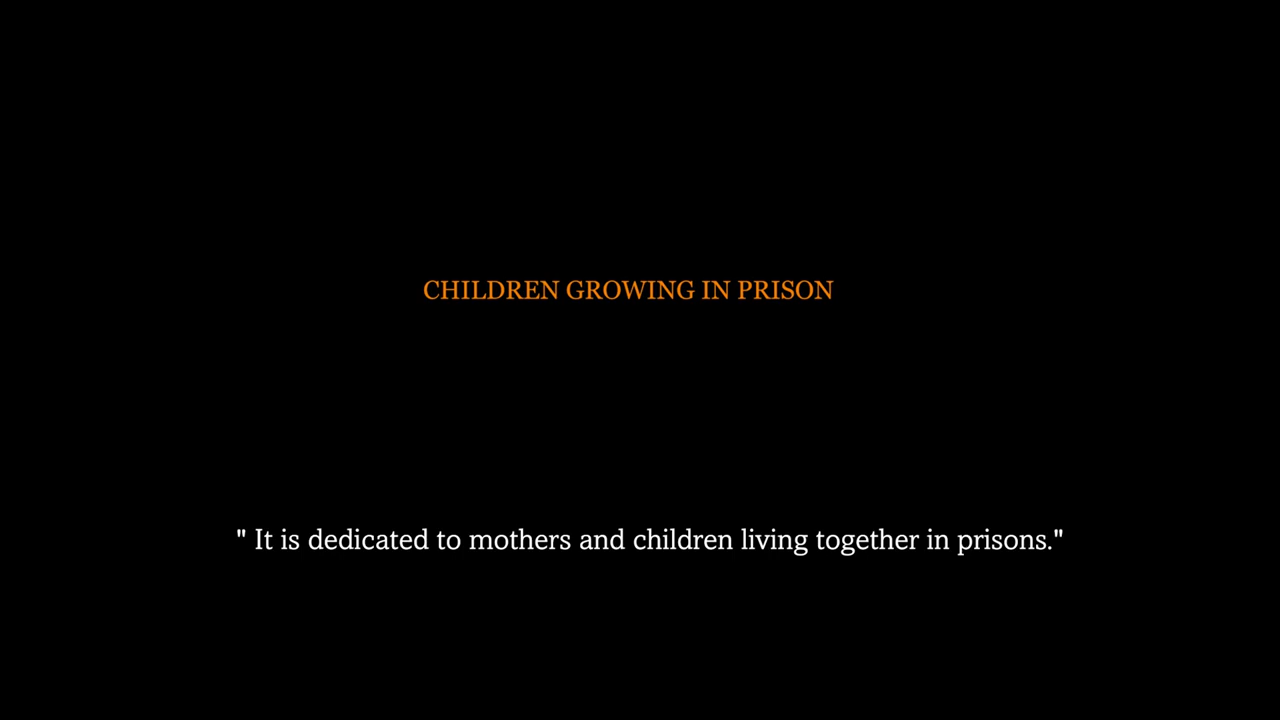 CHILDREN GROWING IN PRISON
" It is dedicated to mothers and children living together in prisons."